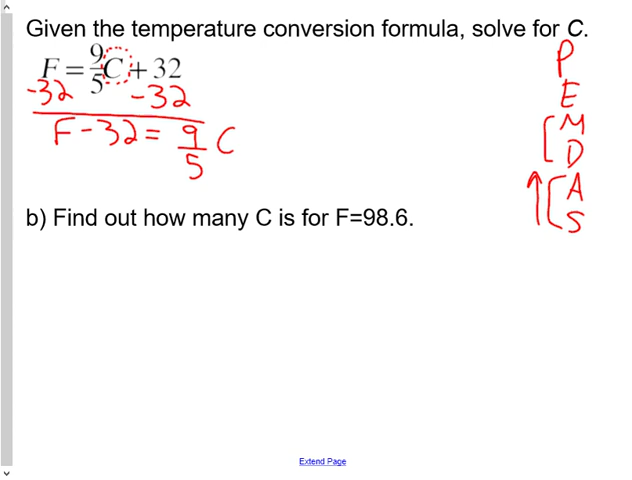 Given the temperature conversion formula, solve for C.
F = 9/5 C + 32
-32 -32
F - 32 = 9/5 C
b) Find out how many C is for F=98.6.
P
E
M
D
A
S
Extend Page